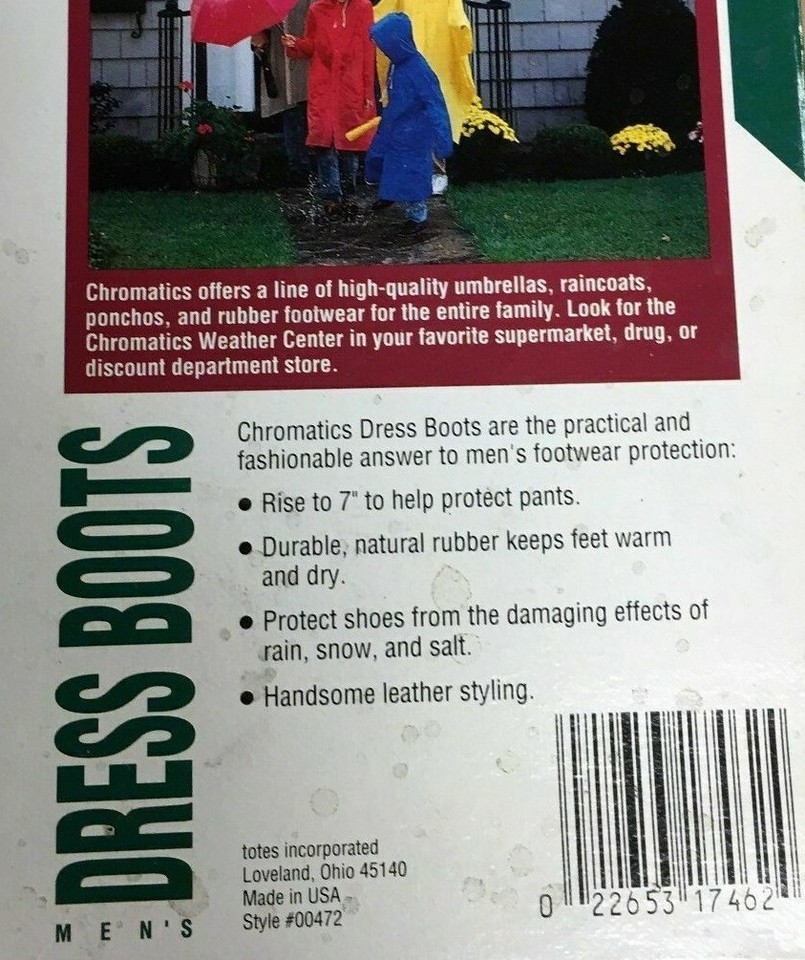 Chromatics offers a line of high-quality umbrellas, raincoats,
ponchos, and rubber footwear for the entire family. Look for the
Chromatics Weather Center in your favorite supermarket, drug, or
discount department store.
DRESS BOOTS
MEN'S
Chromatics Dress Boots are the practical and
fashionable answer to men's footwear protection:
• Rise to 7" to help protect pants.
• Durable, natural rubber keeps feet warm
and dry.
• Protect shoes from the damaging effects of
rain, snow, and salt.
• Handsome leather styling.
totes incorporated
Loveland, Ohio 45140
Made in USA
Style #00472
0 22653 17462